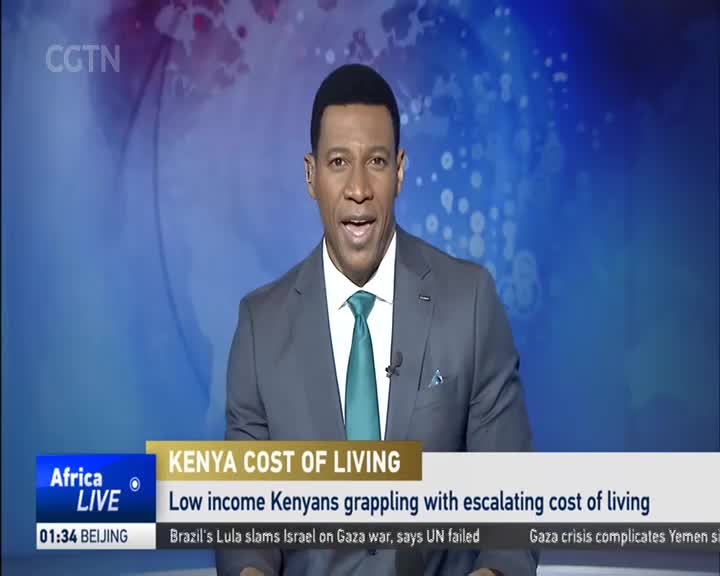 CGTN
KENYA COST OF LIVING
Africa
LIVE
Low income Kenyans grappling with escalating cost of living
01:34 BEIJING
Brazil's Lula slams Israel on Gaza war, says UN failed
Gaza crisis complicates Yemen si